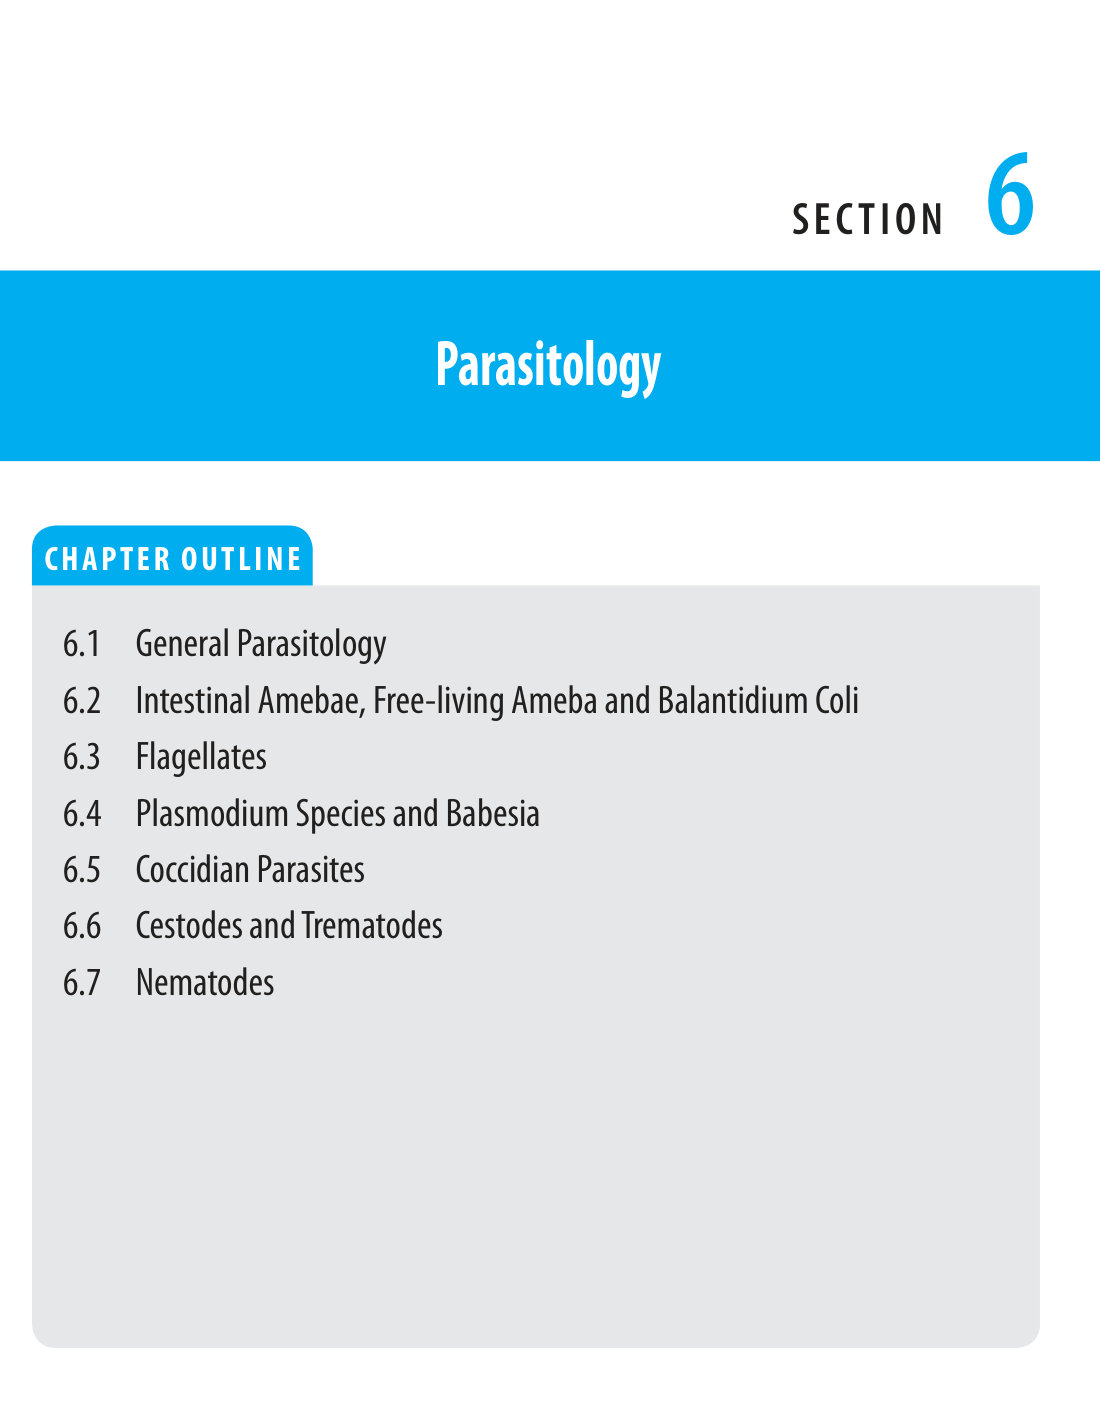 SECTION 6
Parasitology
CHAPTER OUTLINE
6.1 General Parasitology
6.2 Intestinal Amebae, Free-living Ameba and Balantidium Coli
6.3 Flagellates
6.4 Plasmodium Species and Babesia
6.5 Coccidian Parasites
6.6 Cestodes and Trematodes
6.7 Nematodes